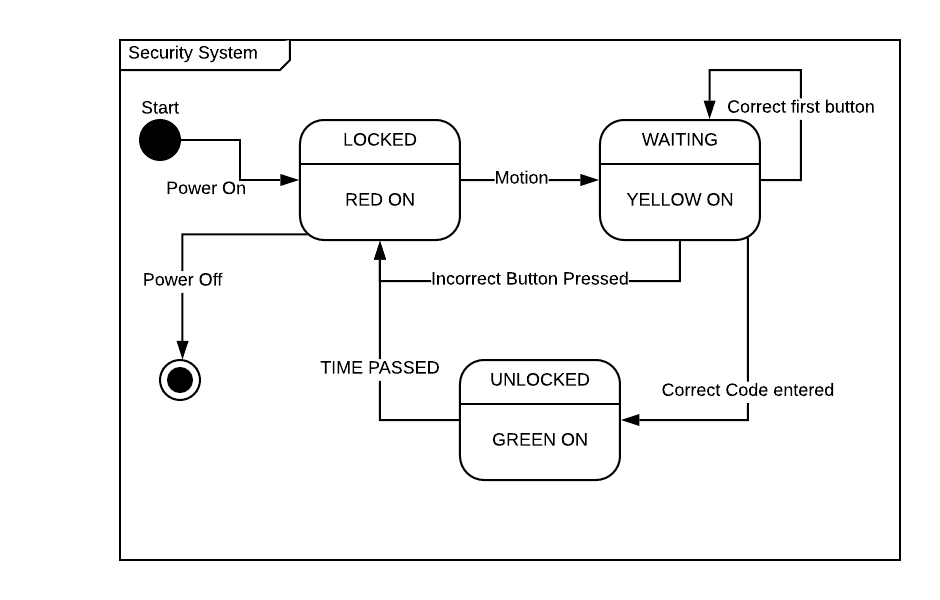 Security System
Start
Correct first button
LOCKED
WAITING
Motion
Power On
RED ON
YELLOW ON
Power Off
Incorrect Button Pressed
TIME PASSED
UNLOCKED
Correct Code entered
GREEN ON